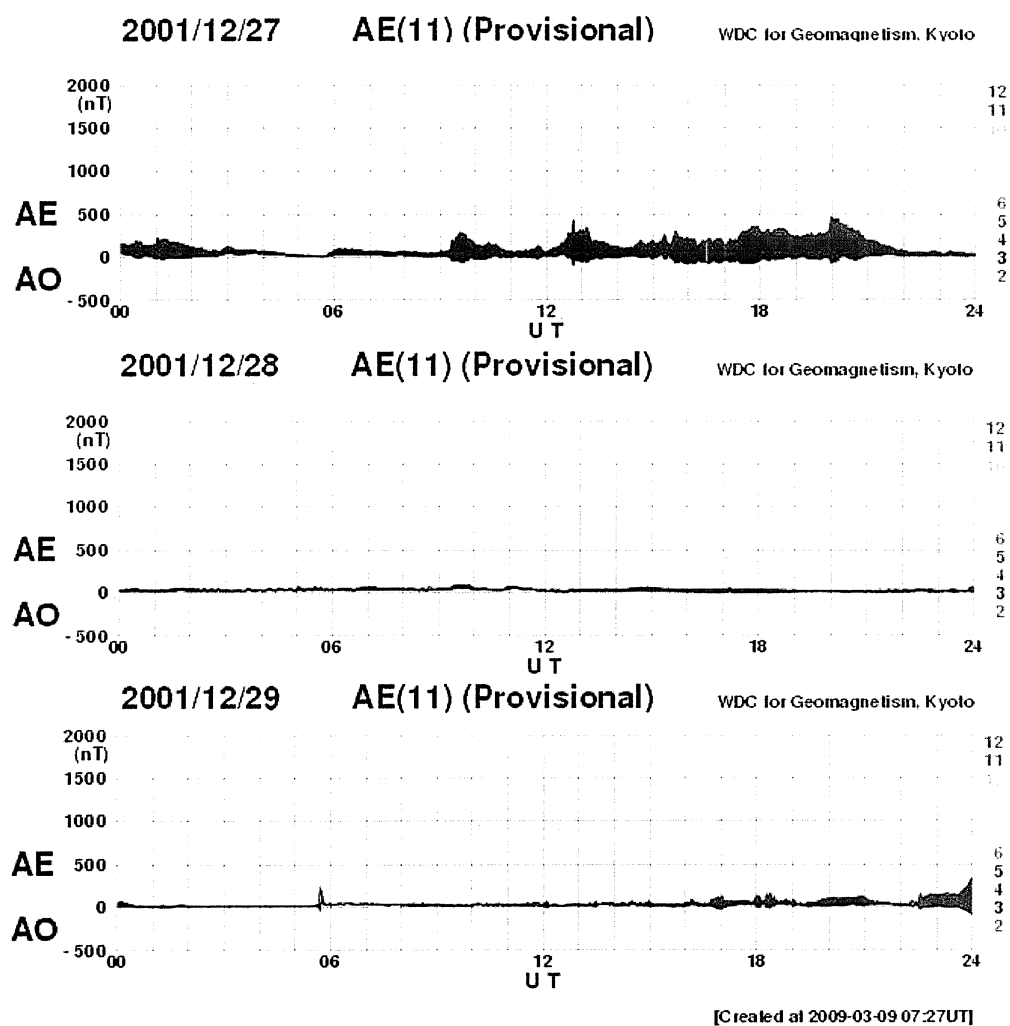 2001/12/27 AE(11) (Provisional) WDC for Geomagnetism, Kyoto
2000
(nT)
1500
1000
500
0
-500
AE
AO
12
11
10
6
5
4
3
2
00 06 12 18 24
UT
2001/12/28 AE(11) (Provisional) WDC for Geomagnetism, Kyoto
2000
(nT)
1500
1000
500
0
-500
AE
AO
12
11
10
6
5
4
3
2
00 06 12 18 24
UT
2001/12/29 AE(11) (Provisional) WDC for Geomagnetism, Kyoto
2000
(nT)
1500
1000
500
0
-500
AE
AO
12
11
6
5
4
3
2
00 06 12 18 24
UT
[Created at 2009-03-09 07:27UT]